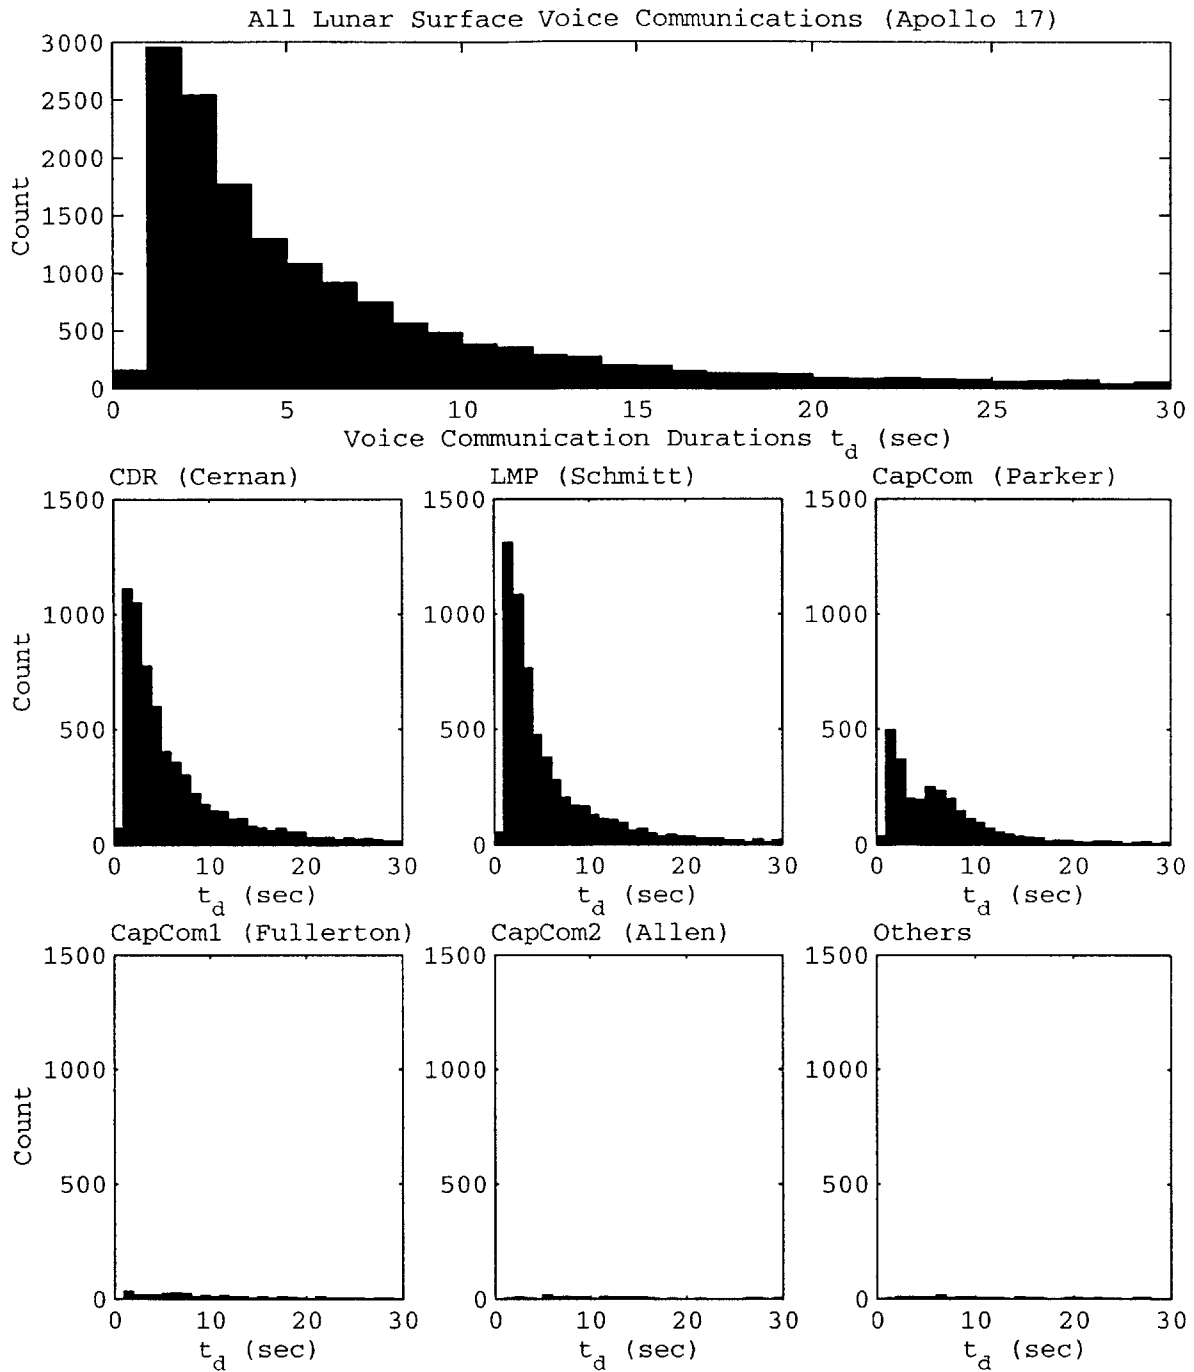 All Lunar Surface Voice Communications (Apollo 17)
3000
2500
2000
1500
1000
500
0
Count
0 5 10 15 20 25 30
Voice Communication Durations t_d (sec)
CDR (Cernan)
1500
1000
500
0
Count
0 10 20 30
t_d (sec)
LMP (Schmitt)
1500
1000
500
0
0 10 20 30
t_d (sec)
CapCom (Parker)
1500
1000
500
0
0 10 20 30
t_d (sec)
CapCom1 (Fullerton)
1500
1000
500
0
Count
0 10 20 30
t_d (sec)
CapCom2 (Allen)
1500
1000
500
0
0 10 20 30
t_d (sec)
Others
1500
1000
500
0
0 10 20 30
t_d (sec)